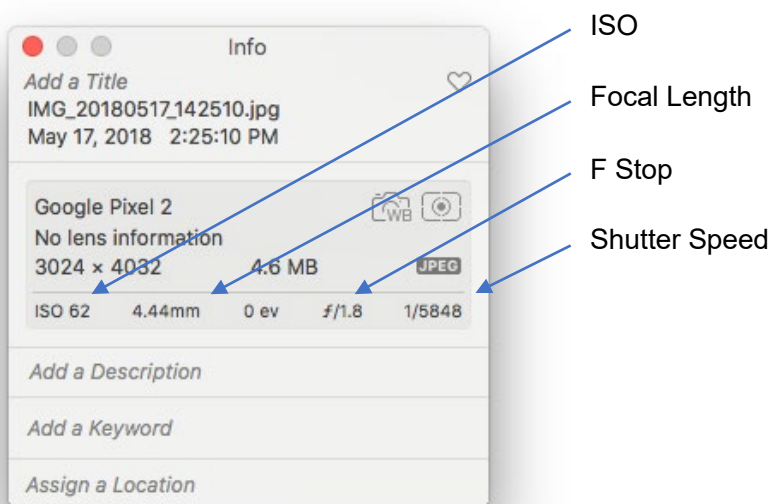 ISO
Info
Add a Title
IMG_20180517_142510.jpg
Focal Length
May 17, 2018 2:25:10 PM
F Stop
Google Pixel 2
WB
No lens information
Shutter Speed
3024 × 4032 4.6 MB JPEG
ISO 62 4.44mm 0 ev ƒ/1.8 1/5848
Add a Description
Add a Keyword
Assign a Location